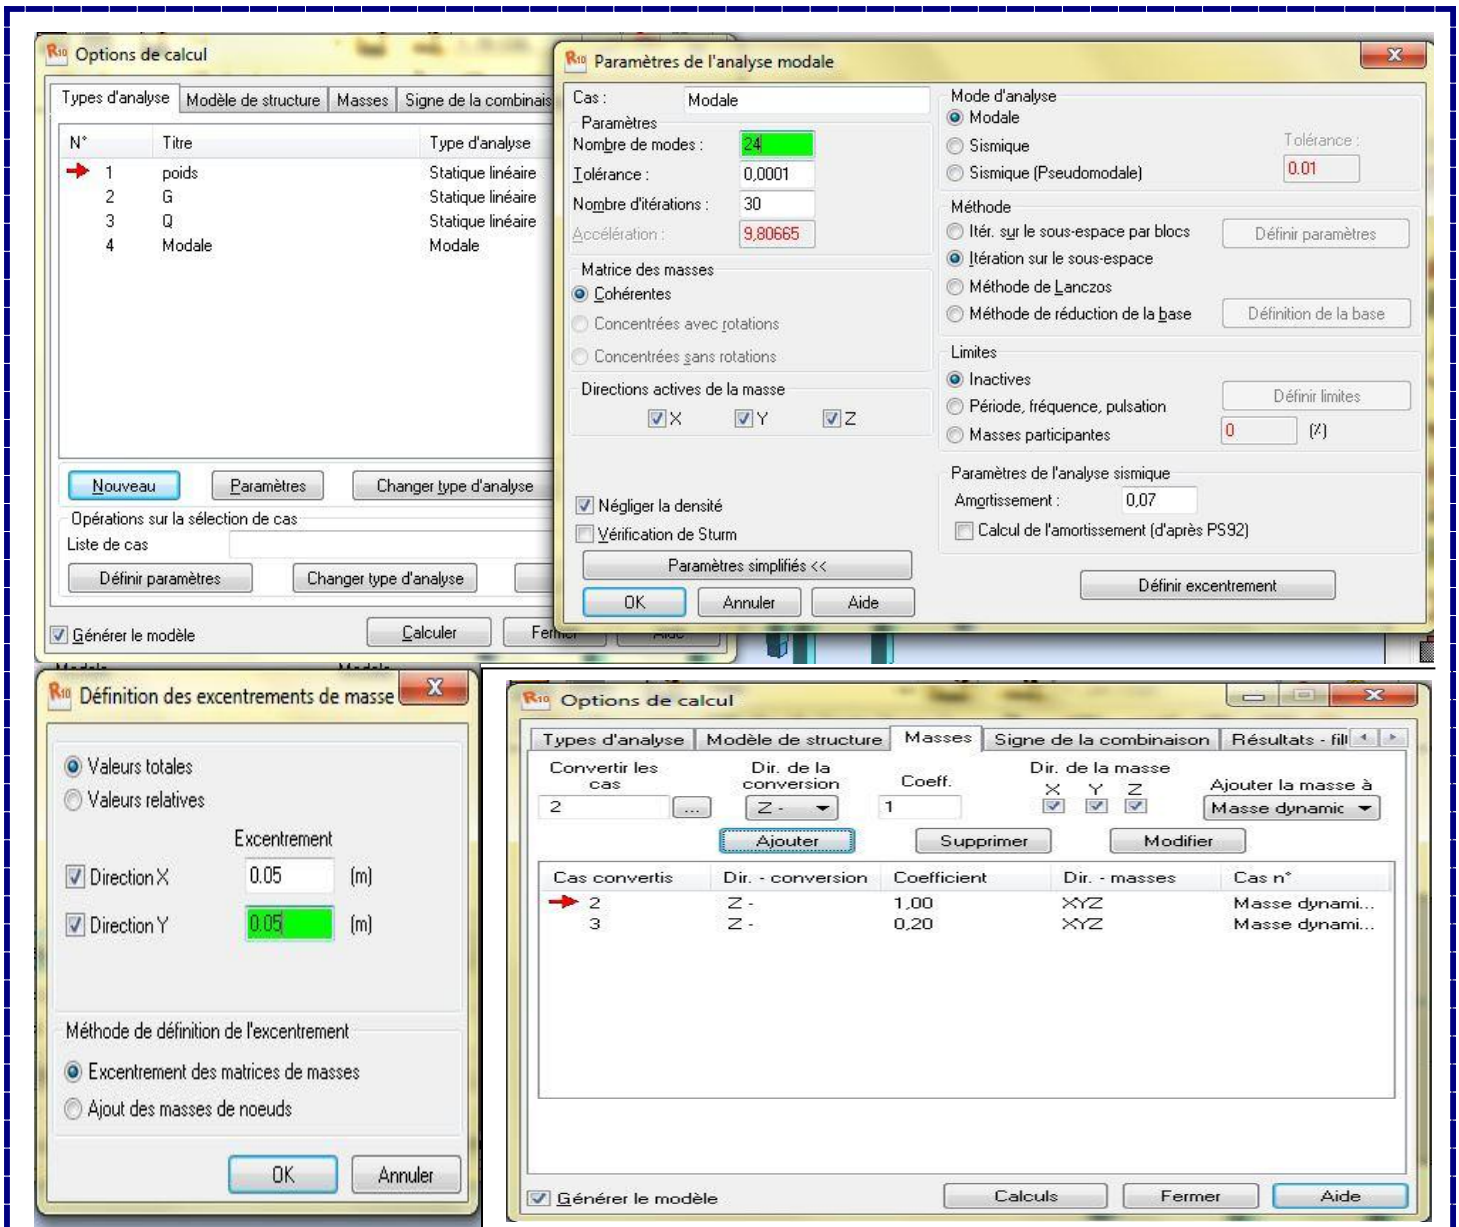 Options de calcul
Types d'analyse Modèle de structure Masses Signe de la combinais
N° Titre Type d'analyse
1 poids Statique linéaire
2 G Statique linéaire
3 Q Statique linéaire
4 Modale Modale
Nouveau Paramètres Changer type d'analyse
Opérations sur la sélection de cas
Liste de cas
Définir paramètres Changer type d'analyse
Générer le modèle Calculer
R10 Paramètres de l'analyse modale
Cas : Modale
Paramètres
Nombre de modes : 24
Tolérance : 0,0001
Nombre d'itérations : 30
Accélération : 9,80665
Matrice des masses
Cohérentes
Concentrées avec rotations
Concentrées sans rotations
Directions actives de la masse
X Y Z
Négliger la densité
Vérification de Sturm
Paramètres simplifiés <<
OK Annuler Aide
Mode d'analyse
Modale
Sismique Tolérance :
Sismique (Pseudomodale) 0.01
Méthode
Itér. sur le sous-espace par blocs Définir paramètres
Itération sur le sous-espace
Méthode de Lanczos
Méthode de réduction de la base Définition de la base
Limites
Inactives Définir limites
Période, fréquence, pulsation
Masses participantes 0 (%)
Paramètres de l'analyse sismique
Amortissement : 0,07
Calcul de l'amortissement (d'après PS92)
Définir excentrement
R10 Définition des excentrements de masse X
Valeurs totales
Valeurs relatives
Excentrement
Direction X 0.05 (m)
Direction Y 0.05 (m)
Méthode de définition de l'excentrement
Excentrement des matrices de masses
Ajout des masses de noeuds
OK Annuler
R10 Options de calcul
Types d'analyse Modèle de structure Masses Signe de la combinaison Résultats - filt
Convertir les cas Dir. de la conversion Coeff. Dir. de la masse X Y Z Ajouter la masse à
2 ... Z - 1 Masse dynamic
Ajouter Supprimer Modifier
Cas convertis Dir. - conversion Coefficient Dir. - masses Cas n°
2 Z - 1,00 XYZ Masse dynami...
3 Z - 0,20 XYZ Masse dynami...
Générer le modèle Calculs Fermer Aide